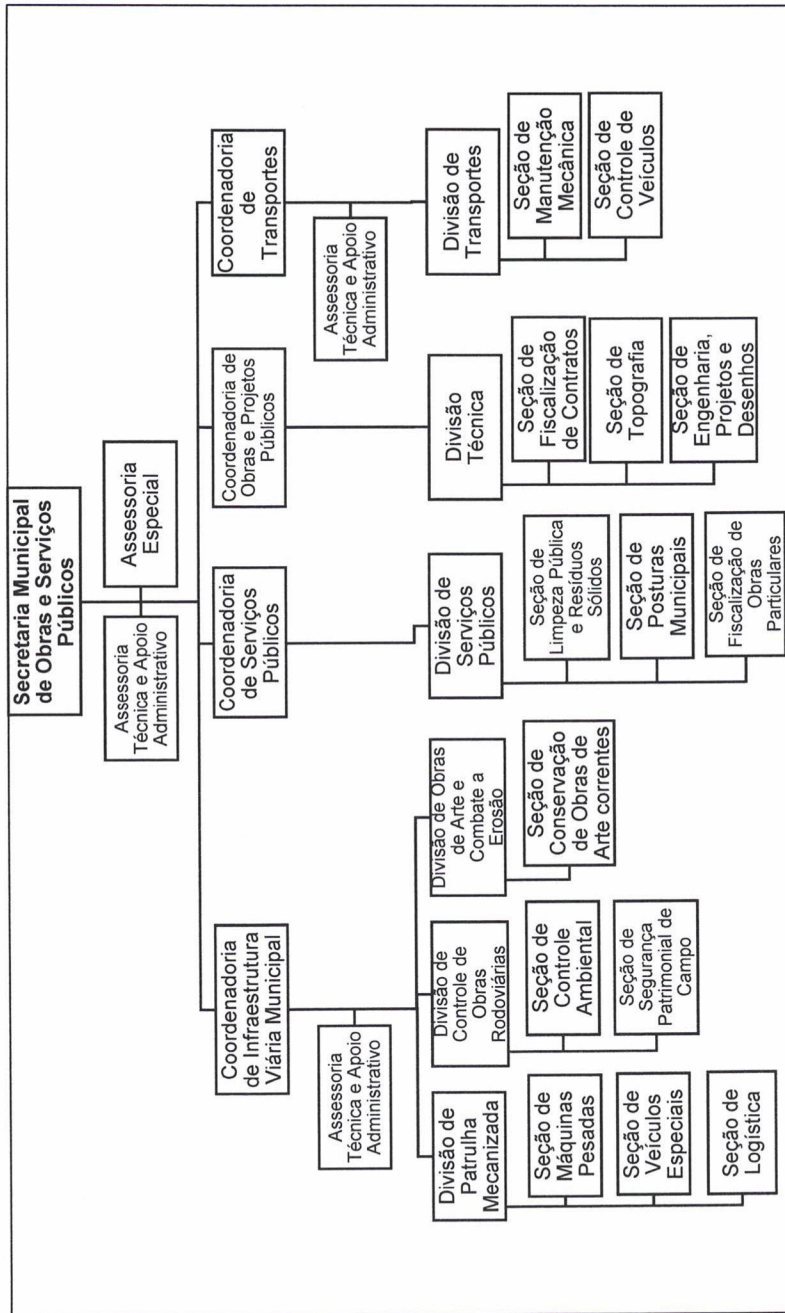 Secretaria Municipal
de Obras e Serviços
Públicos
Assessoria
Técnica e Apoio
Administrativo
Assessoria
Especial
Coordenadoria
de Infraestrutura
Viária Municipal
Coordenadoria
de Serviços
Públicos
Coordenadoria de
Obras e Projetos
Públicos
Coordenadoria
de
Transportes
Assessoria
Técnica e Apoio
Administrativo
Assessoria
Técnica e Apoio
Administrativo
Divisão de
Patrulha
Mecanizada
Seção de
Máquinas
Pesadas
Seção de
Veículos
Especiais
Seção de
Logística
Divisão de
Controle de
Obras
Rodoviárias
Seção de
Controle
Ambiental
Seção de
Segurança
Patrimonial de
Campo
Divisão de Obras
de Arte e
Combate a
Erosão
Seção de
Conservação
de Obras de
Arte correntes
Divisão de
Serviços
Públicos
Seção de
Limpeza Pública
e Resíduos
Sólidos
Seção de
Posturas
Municipais
Seção de
Fiscalização de
Obras
Particulares
Divisão
Técnica
Seção de
Fiscalização
de Contratos
Seção de
Topografia
Seção de
Engenharia,
Projetos e
Desenhos
Divisão de
Transportes
Seção de
Manutenção
Mecânica
Seção de
Controle de
Veículos